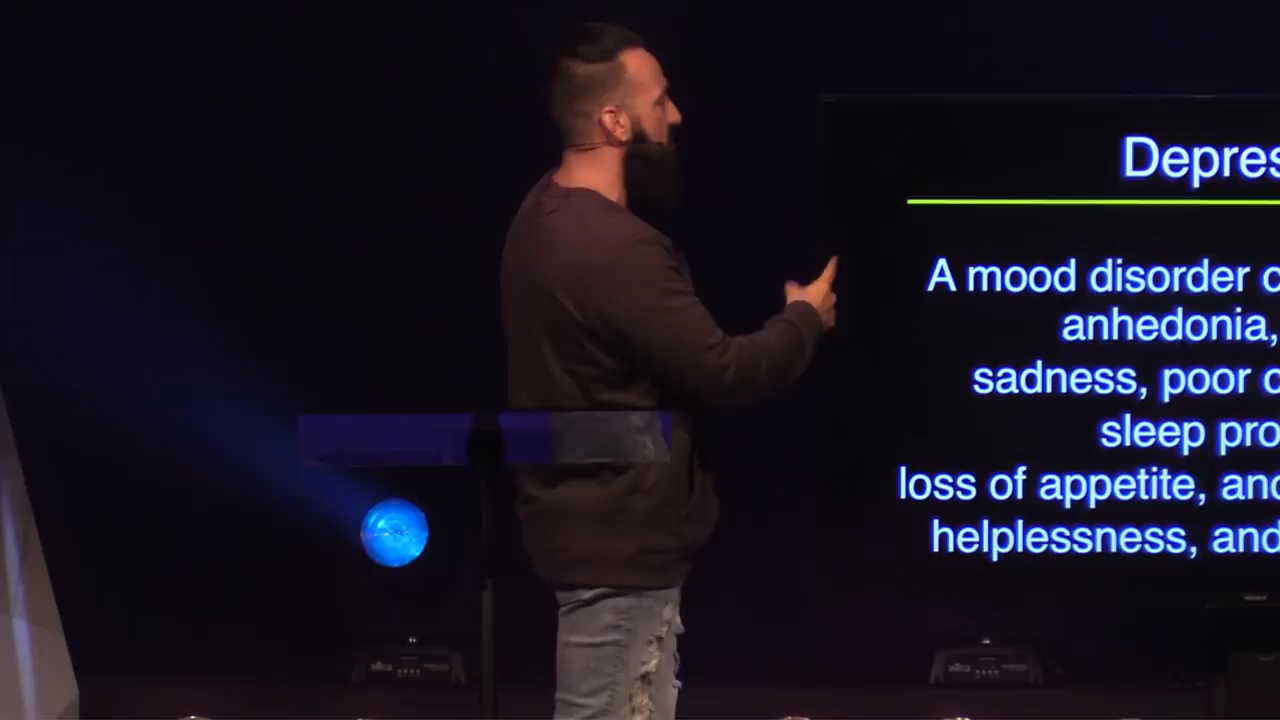 Depres
A mood disorder c
anhedonia,
sadness, poor c
sleep pro
loss of appetite, and
helplessness, and